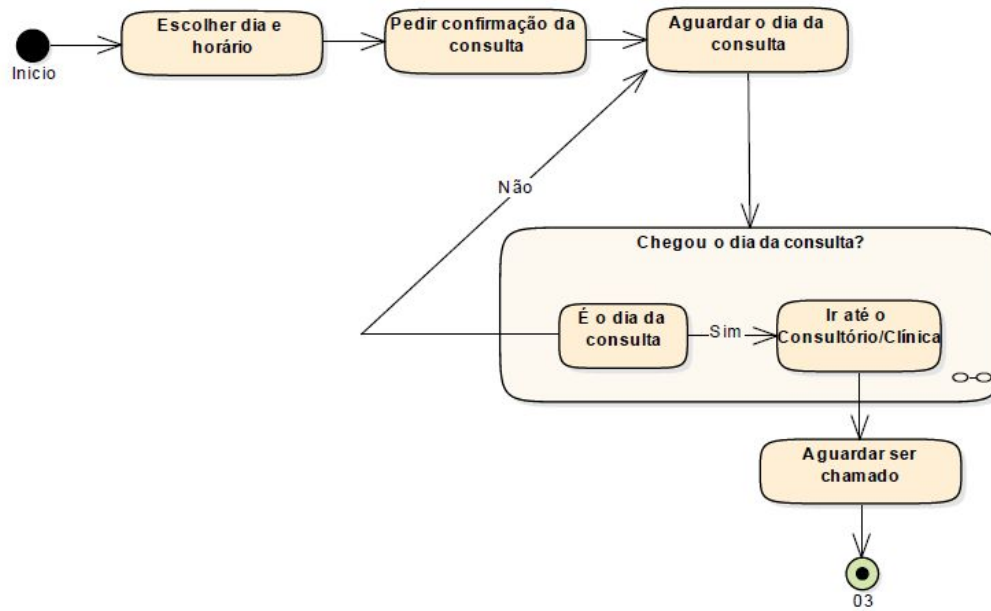 Escolher dia e
horário
Pedir confirmação da
consulta
Aguardar o dia da
consulta
Inicio
Não
Chegou o dia da consulta?
É o dia da
consulta
Sim
Ir até o
Consultório/Clínica
Aguardar ser
chamado
03